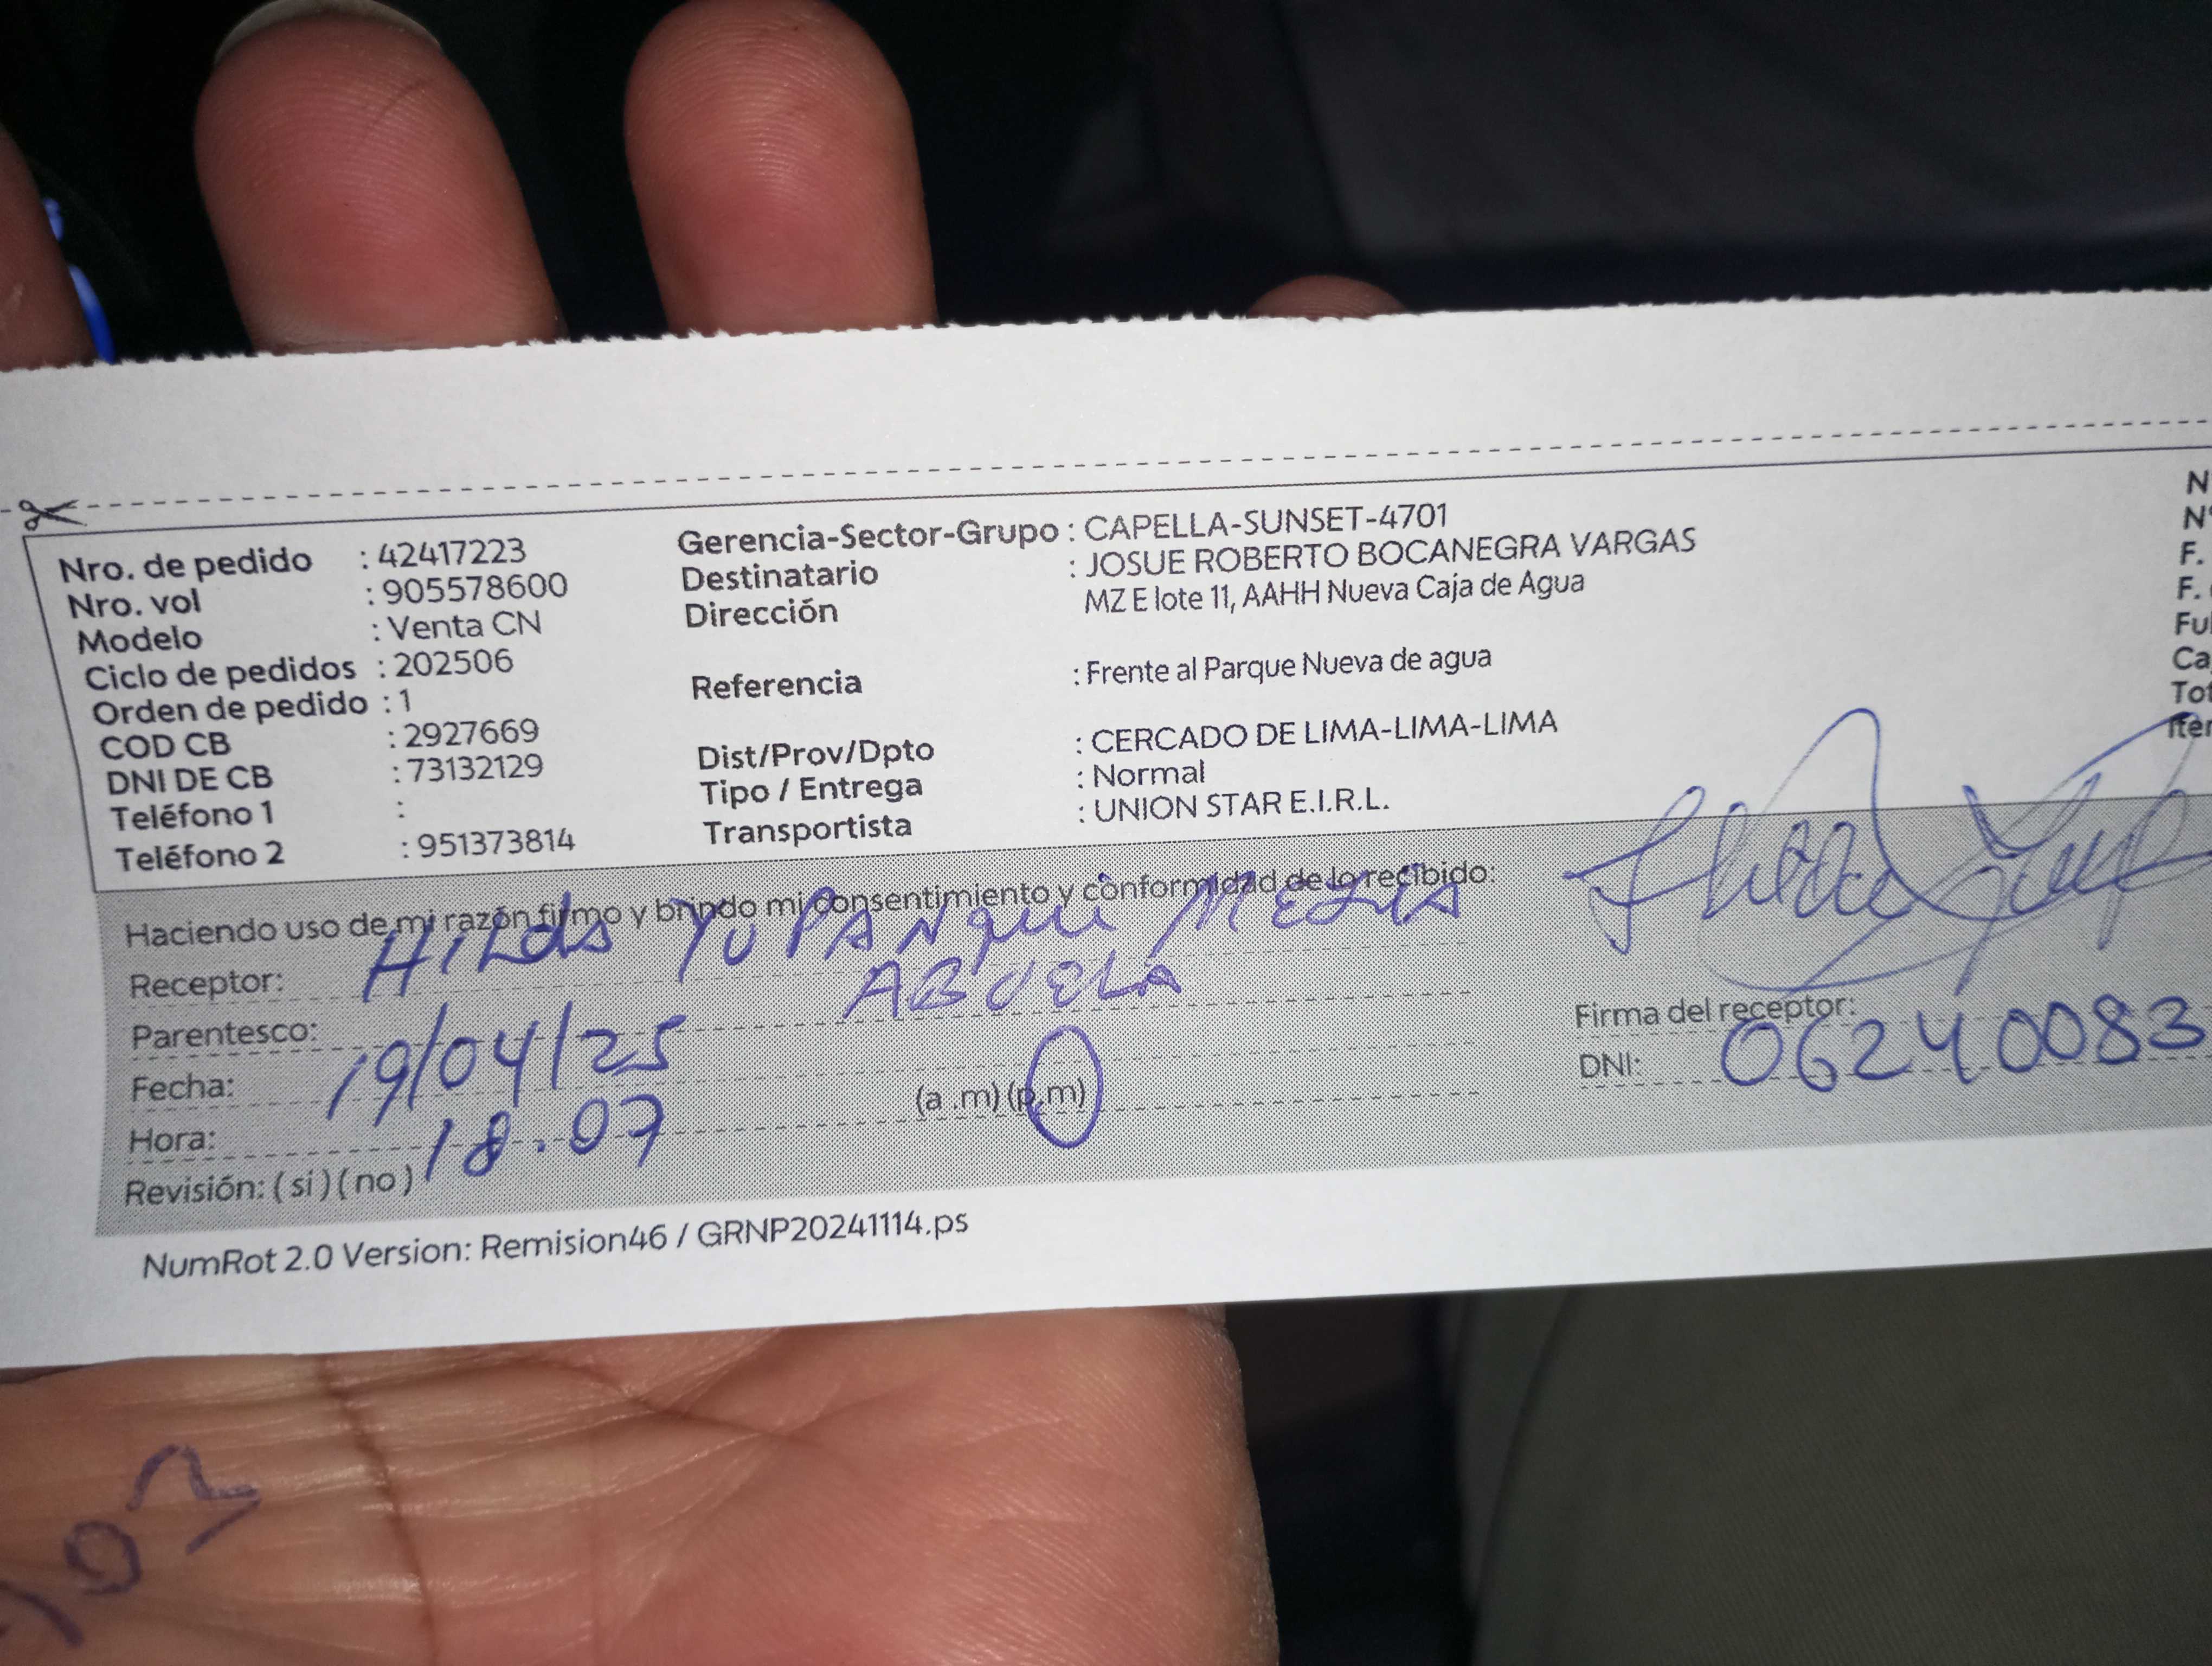 Nro. de pedido : 42417223
Nro. vol : 905578600
Modelo : Venta CN
Ciclo de pedidos : 202506
Orden de pedido : 1
COD CB : 2927669
DNI DE CB : 73132129
Teléfono 1 :
Teléfono 2 : 951373814
Gerencia-Sector-Grupo : CAPELLA-SUNSET-4701
Destinatario : JOSUE ROBERTO BOCANEGRA VARGAS
Dirección MZ E lote 11, AAHH Nueva Caja de Agua
Referencia : Frente al Parque Nueva de agua
Dist/Prov/Dpto : CERCADO DE LIMA-LIMA-LIMA
Tipo / Entrega : Normal
Transportista : UNION STAR E.I.R.L.
Haciendo uso de mi razón firmo y brindo mi consentimiento y conformidad de lo recibido:
Receptor: HILda YUPANqui MEJIA
Parentesco: ABUELA
Fecha: 19/04/25
Hora: 18.07 (a .m) (p.m)
Revisión: ( si ) ( no )
Firma del receptor:
DNI: 06240083
NumRot 2.0 Version: Remision46 / GRNP20241114.ps